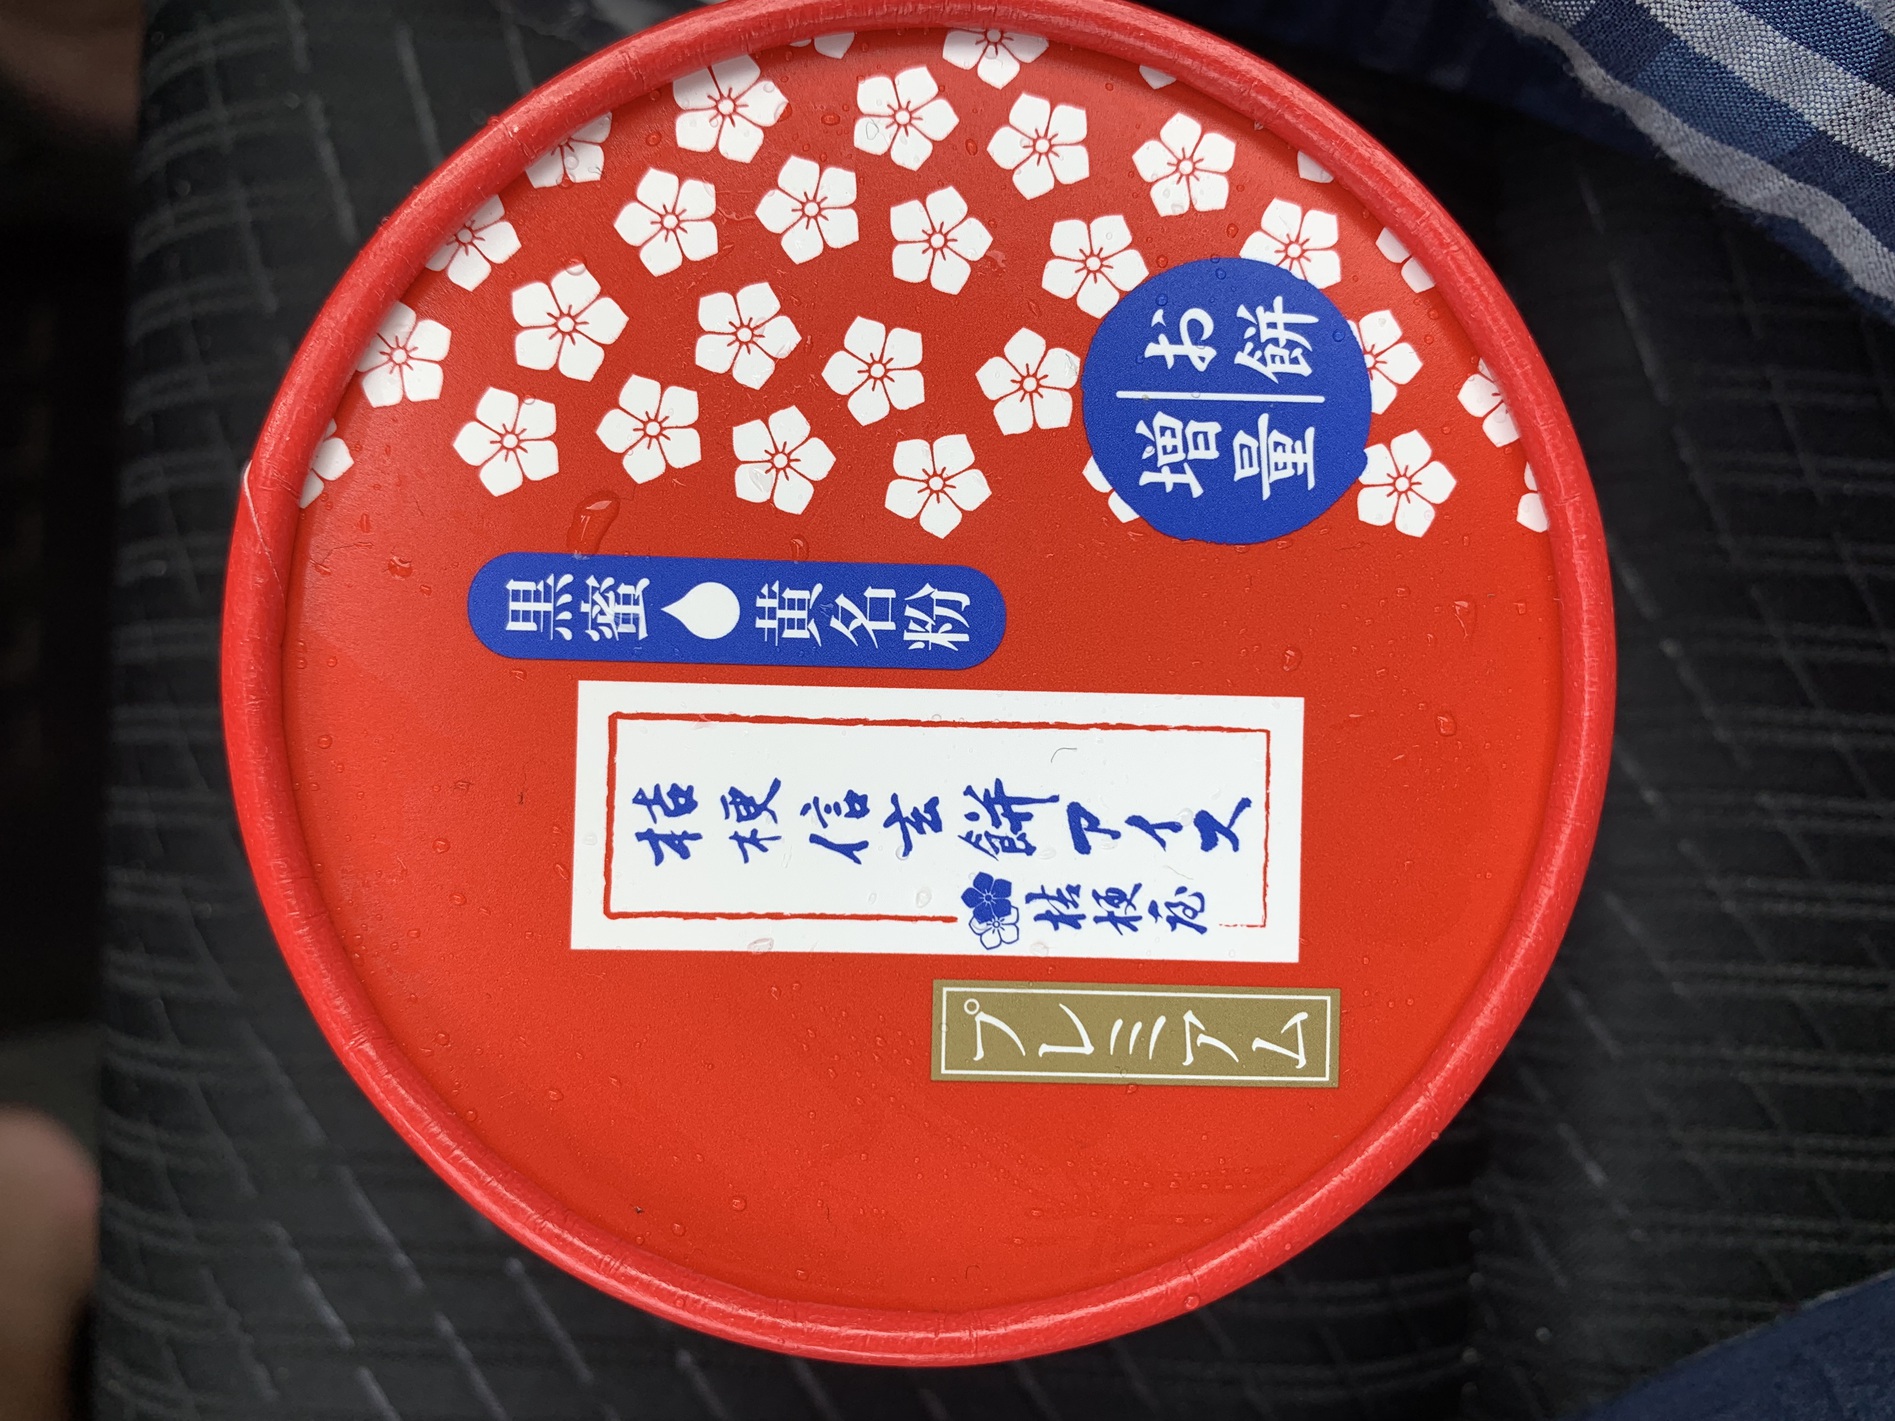 お餅
増量
黒蜜 黄名粉
桔梗信玄餅アイス
桔梗屋
プレミアム